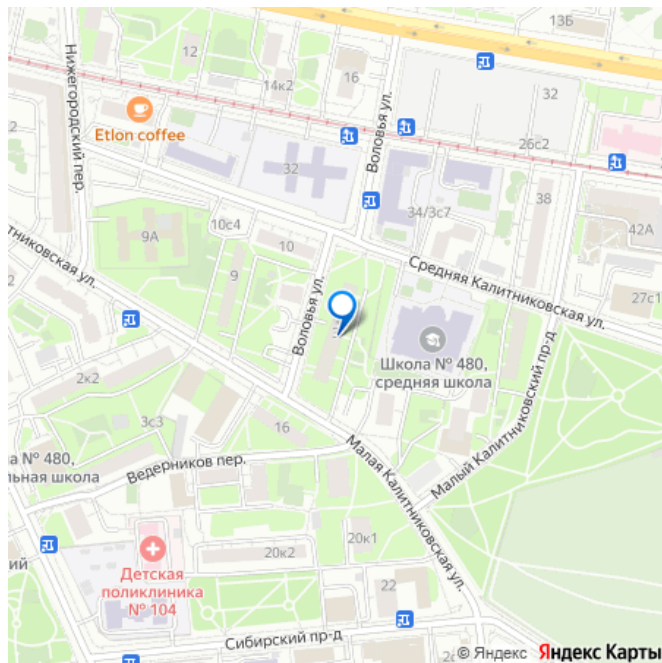 13Б
Нижегородский пер.
12
14к2
16
Воловья ул.
32
Etlon coffee
26с2
32
38
34/3с7
42А
9А
10с4
10
Средняя Калитниковская ул.
9
27с1
Воловья ул.
Школа № 480,
средняя школа
Малый Калитниковский пр-д
2к2
3с3
16
Малая Калитниковская ул.
Ведерников пер.
20к2
20к1
Детская
поликлиника
№ 104
22
Сибирский пр-д
© Яндекс Яндекс Карты